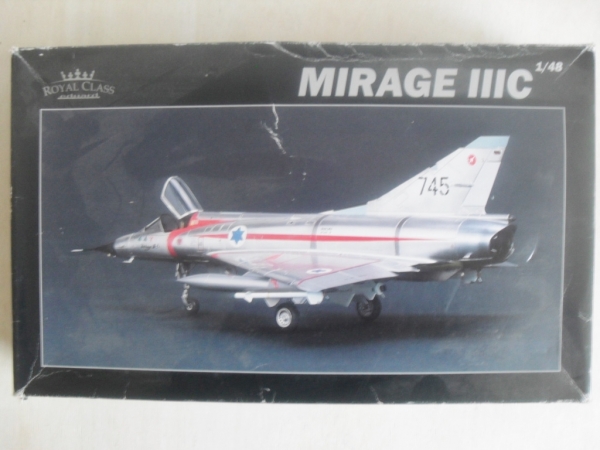 MIRAGE IIIC
1/48
ROYAL CLASS
745